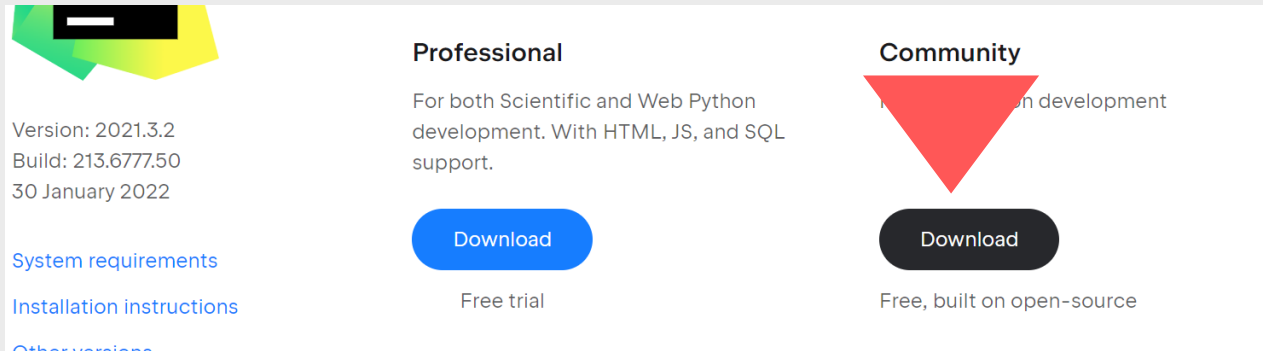 Version: 2021.3.2
Build: 213.6777.50
30 January 2022
System requirements
Installation instructions
Other versions
Professional
For both Scientific and Web Python
development. With HTML, JS, and SQL
support.
Download
Free trial
Community
development
Download
Free, built on open-source